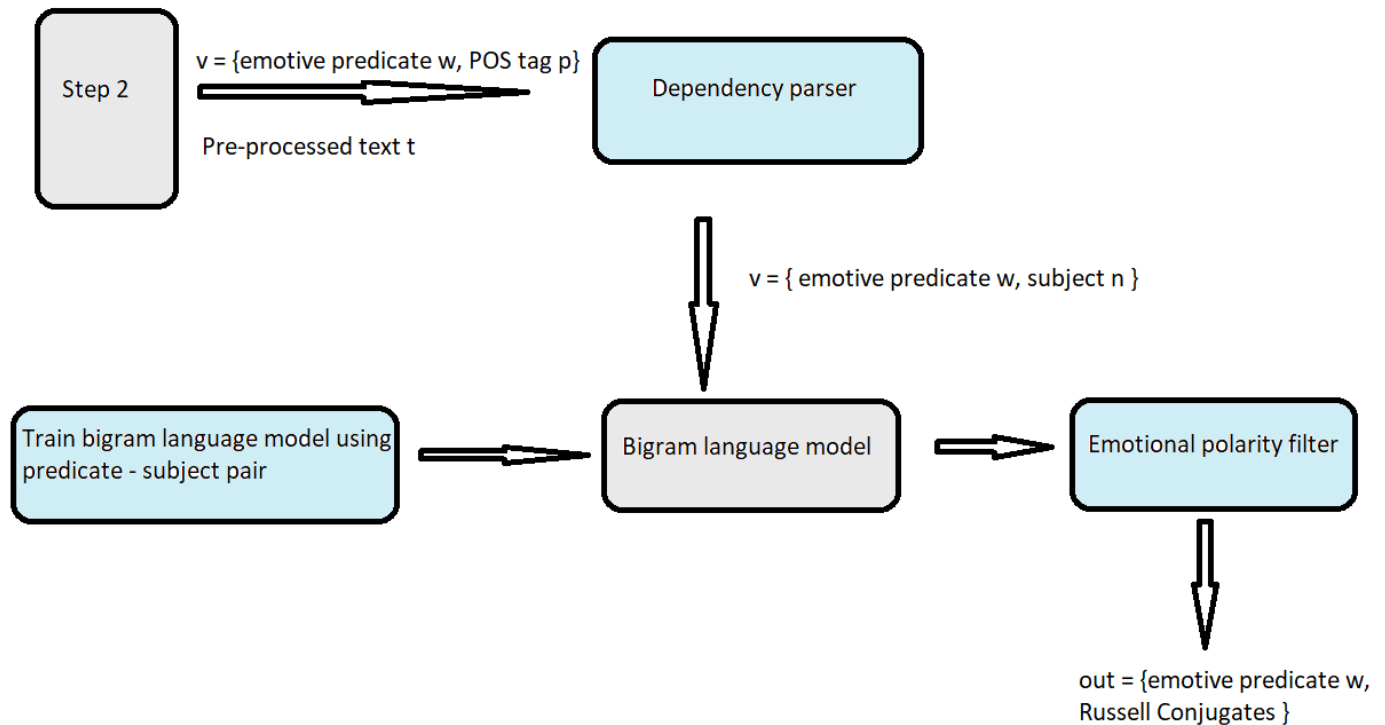 Step 2
v = {emotive predicate w, POS tag p}
Pre-processed text t
Dependency parser
v = { emotive predicate w, subject n }
Train bigram language model using
predicate - subject pair
Bigram language model
Emotional polarity filter
out = {emotive predicate w,
Russell Conjugates }